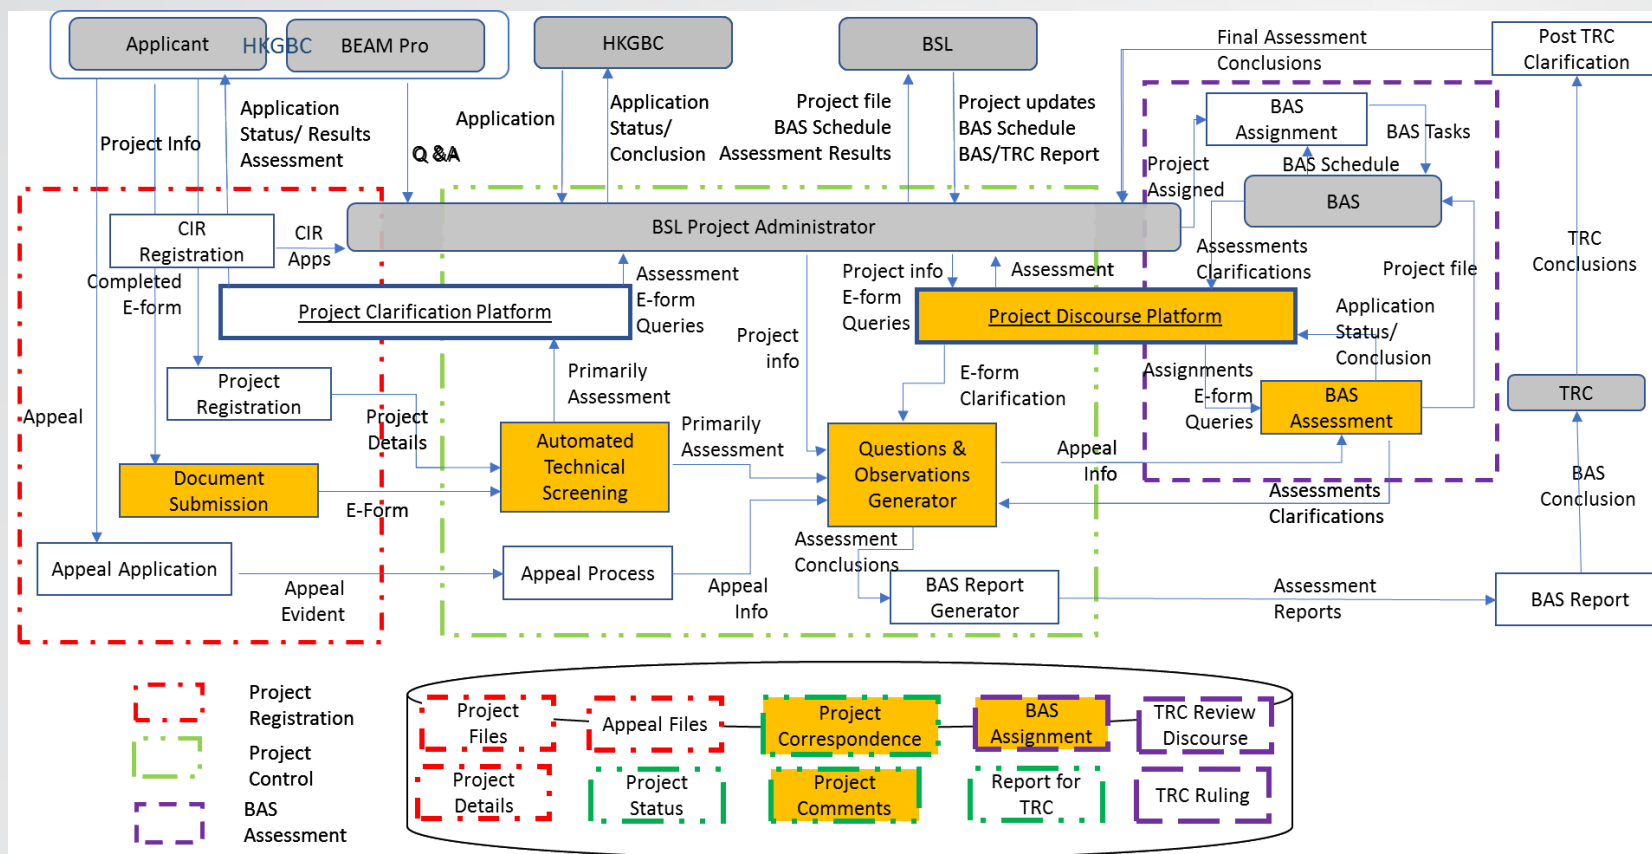 Applicant
HKGBC
BEAM Pro
HKGBC
BSL
Final Assessment
Conclusions
Post TRC
Clarification
Project Info
Application
Status/ Results
Assessment
Q &A
Application
Application
Status/
Conclusion
Project file
BAS Schedule
Assessment Results
Project updates
BAS Schedule
BAS/TRC Report
Project
Assigned
BAS
Assignment
BAS Tasks
BAS Schedule
BAS
CIR
Registration
CIR
Apps
BSL Project Administrator
Completed
E-form
Project Clarification Platform
Assessment
E-form
Queries
Project
info
Project info
E-form
Queries
Assessment
Project Discourse Platform
Assessments
Clarifications
Project file
Application
Status/
Conclusion
TRC
Conclusions
Appeal
Project
Registration
Project
Details
Primarily
Assessment
E-form
Clarification
Assignments
E-form
Queries
BAS
Assessment
TRC
Document
Submission
E-Form
Automated
Technical
Screening
Primarily
Assessment
Questions &
Observations
Generator
Appeal
Info
Assessments
Clarifications
BAS
Conclusion
Appeal Application
Appeal
Evident
Appeal Process
Appeal
Info
Assessment
Conclusions
BAS Report
Generator
Assessment
Reports
BAS Report
Project
Registration
Project
Control
BAS
Assessment
Project
Files
Appeal Files
Project
Correspondence
BAS
Assignment
TRC Review
Discourse
Project
Details
Project
Status
Project
Comments
Report for
TRC
TRC Ruling